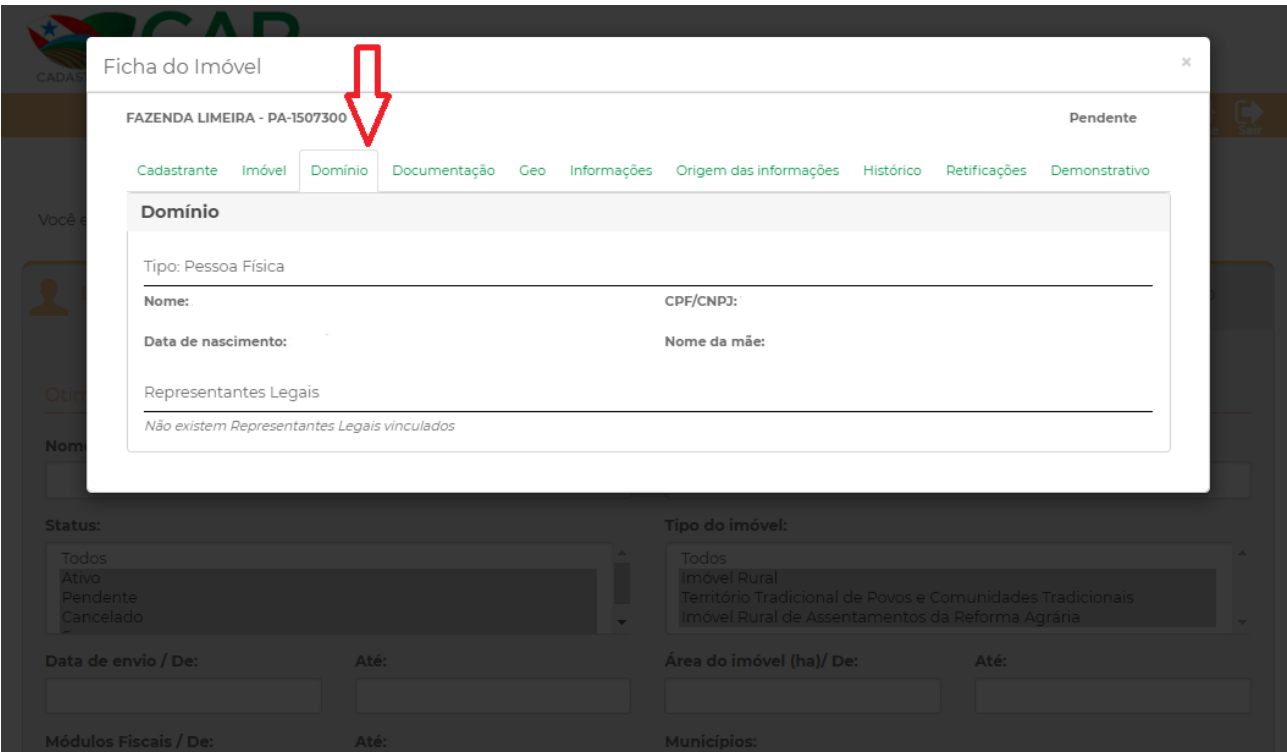 CAR
CADAS
Ficha do Imóvel ×
FAZENDA LIMEIRA - PA-1507300 Pendente
Sair
Cadastrante Imóvel Domínio Documentação Geo Informações Origem das informações Histórico Retificações Demonstrativo
Domínio
Você e
Tipo: Pessoa Física
Nome: CPF/CNPJ:
Data de nascimento: Nome da mãe:
Representantes Legais
Não existem Representantes Legais vinculados
Nom
Status: Tipo do imóvel:
Todos Todos
Ativo Imóvel Rural
Pendente Território Tradicional de Povos e Comunidades Tradicionais
Cancelado Imóvel Rural de Assentamentos da Reforma Agrária
Data de envio / De: Até: Área do imóvel (ha)/ De: Até:
Módulos Fiscais / De: Até: Municípios: